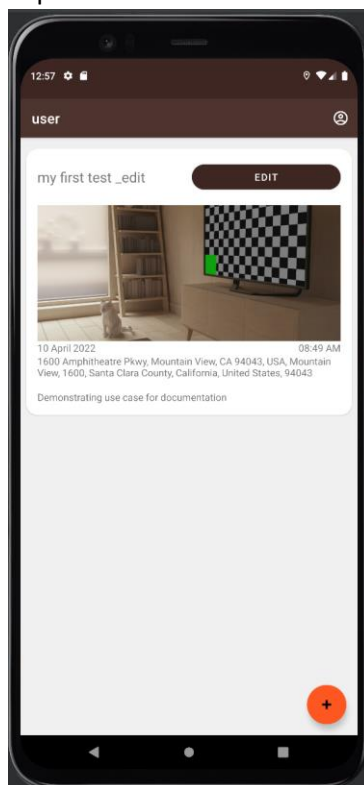 12:57
user
my first test _edit
EDIT
10 April 2022 08:49 AM
1600 Amphitheatre Pkwy, Mountain View, CA 94043, USA, Mountain
View, 1600, Santa Clara County, California, United States, 94043
Demonstrating use case for documentation
+